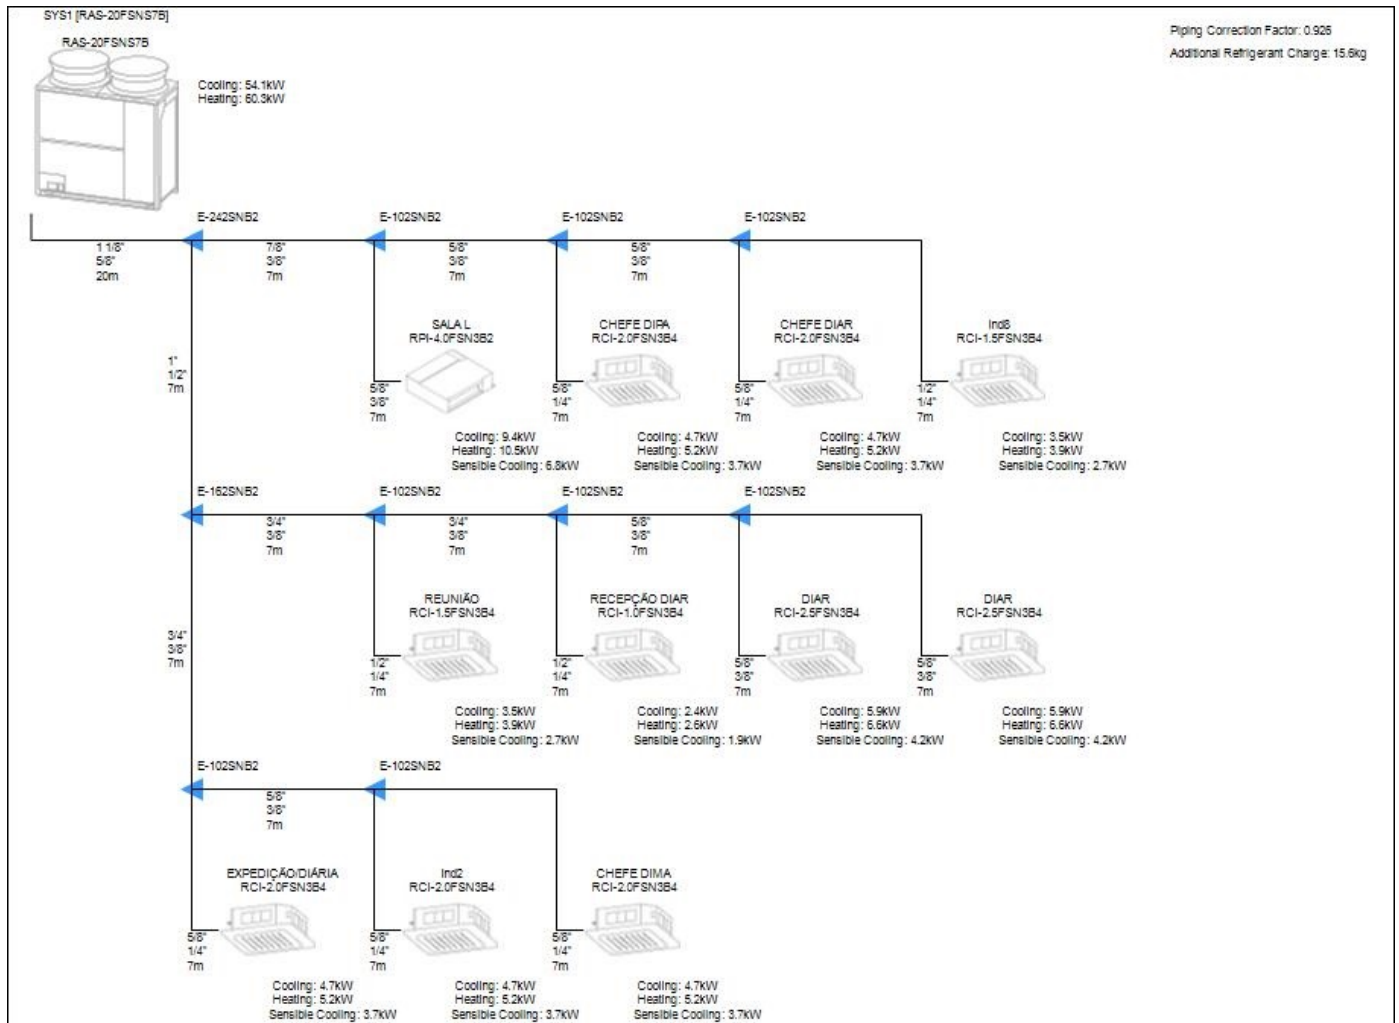 SYS1 [RAS-20FSNS7B]
RAS-20FSNS7B
Cooling: 54.1kW
Heating: 60.3kW
Piping Correction Factor: 0.926
Additional Refrigerant Charge: 15.6kg
E-242SNB2 E-102SNB2 E-102SNB2 E-102SNB2
1 1/8" 7/8" 5/8" 5/8"
5/8" 3/8" 3/8" 3/8"
20m 7m 7m 7m
SALA L CHEFE DIPA CHEFE DIAR Ind8
RPI-4.0FSN3B2 RCI-2.0FSN3B4 RCI-2.0FSN3B4 RCI-1.5FSN3B4
1"
1/2"
7m
5/8" 5/8" 5/8" 1/2"
3/8" 1/4" 1/4" 1/4"
7m 7m 7m 7m
Cooling: 9.4kW Cooling: 4.7kW Cooling: 4.7kW Cooling: 3.5kW
Heating: 10.5kW Heating: 5.2kW Heating: 5.2kW Heating: 3.9kW
Sensible Cooling: 6.8kW Sensible Cooling: 3.7kW Sensible Cooling: 3.7kW Sensible Cooling: 2.7kW
E-162SNB2 E-102SNB2 E-102SNB2 E-102SNB2
3/4" 3/4" 5/8"
3/8" 3/8" 3/8"
7m 7m 7m
REUNIÃO RECEPÇÃO DIAR DIAR DIAR
RCI-1.5FSN3B4 RCI-1.0FSN3B4 RCI-2.5FSN3B4 RCI-2.5FSN3B4
3/4"
3/8"
7m
1/2" 1/2" 5/8" 5/8"
1/4" 1/4" 3/8" 3/8"
7m 7m 7m 7m
Cooling: 3.5kW Cooling: 2.4kW Cooling: 5.9kW Cooling: 5.9kW
Heating: 3.9kW Heating: 2.6kW Heating: 6.6kW Heating: 6.6kW
Sensible Cooling: 2.7kW Sensible Cooling: 1.9kW Sensible Cooling: 4.2kW Sensible Cooling: 4.2kW
E-102SNB2 E-102SNB2
5/8"
3/8"
7m
EXPEDIÇÃO/DIÁRIA Ind2 CHEFE DIMA
RCI-2.0FSN3B4 RCI-2.0FSN3B4 RCI-2.0FSN3B4
5/8" 5/8" 5/8"
1/4" 1/4" 1/4"
7m 7m 7m
Cooling: 4.7kW Cooling: 4.7kW Cooling: 4.7kW
Heating: 5.2kW Heating: 5.2kW Heating: 5.2kW
Sensible Cooling: 3.7kW Sensible Cooling: 3.7kW Sensible Cooling: 3.7kW